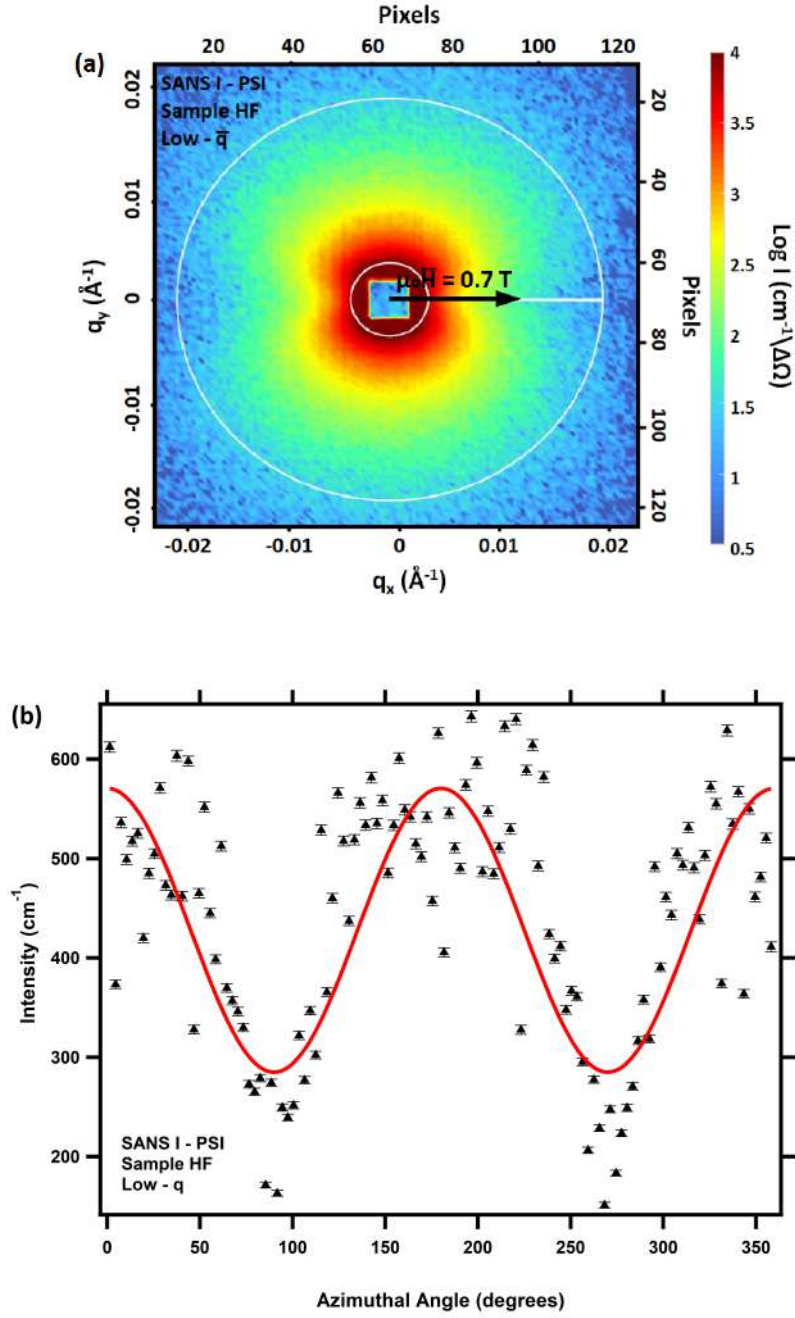 Pixels
20 40 60 80 100 120
(a)
SANS I - PSI
Sample HF
Low - q̅
μ₀H̅ = 0.7 T
0.02
0.01
0
-0.01
-0.02
qy (Å⁻¹)
20
40
60
80
100
120
Pixels
-0.02 -0.01 0 0.01 0.02
qx (Å⁻¹)
4
3.5
3
2.5
2
1.5
1
0.5
Log I (cm⁻¹\ΔΩ)
(b)
600
500
400
300
200
Intensity (cm⁻¹)
SANS I - PSI
Sample HF
Low - q
0 50 100 150 200 250 300 350
Azimuthal Angle (degrees)